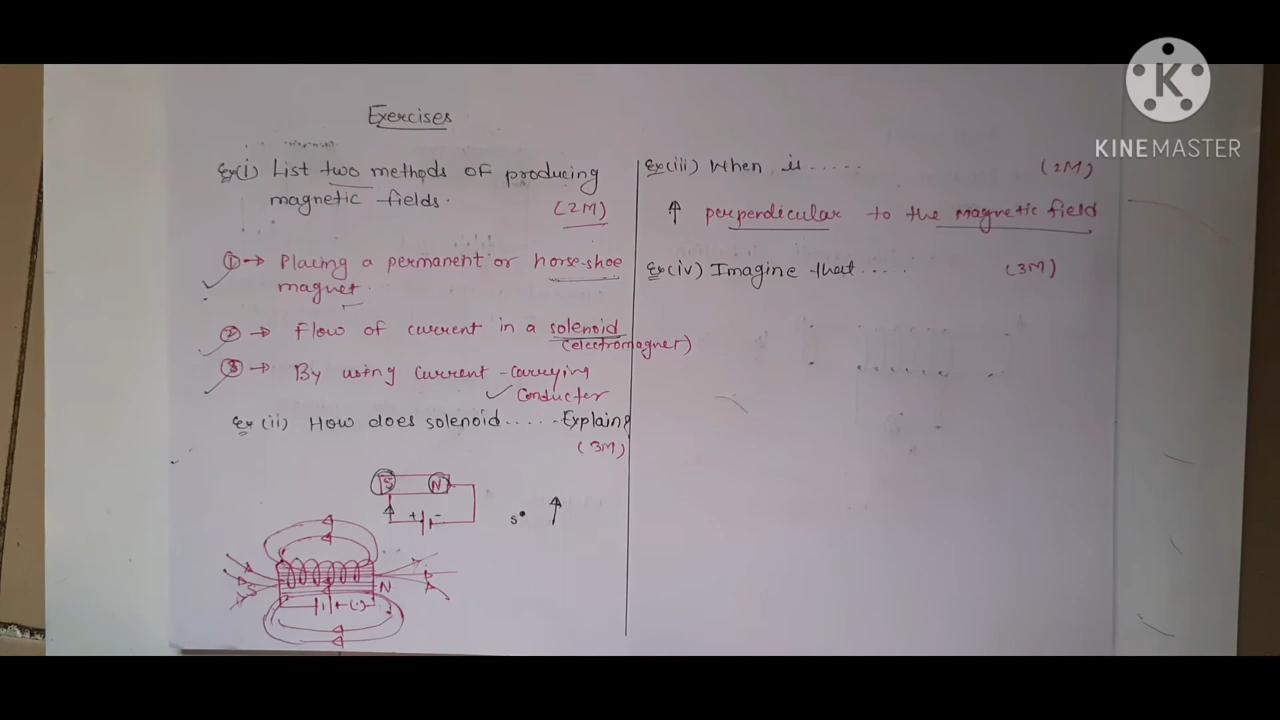 Exercises
Ex(i) List two methods of producing
magnetic fields.
(2M)
① → Placing a permanent or horse-shoe
magnet.
② → Flow of current in a solenoid
(electromagnet)
③ → By using current-carrying
conductor
Ex(ii) How does solenoid..... Explain
(3M)
S N
+ -
S
S N
+ (-)
Ex(iii) When is..... (2M)
↑ perpendicular to the magnetic field
Ex(iv) Imagine that.... (3M)
K
KINEMASTER